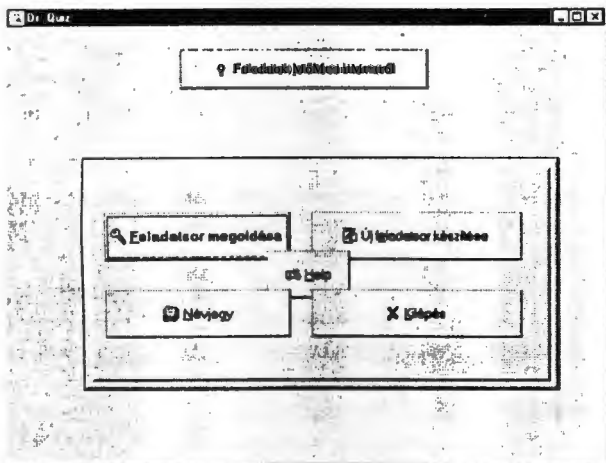 Dr. Quiz
Feladatsor megoldása
Új feladatsor készítése
Help
Névjegy
Kilépés